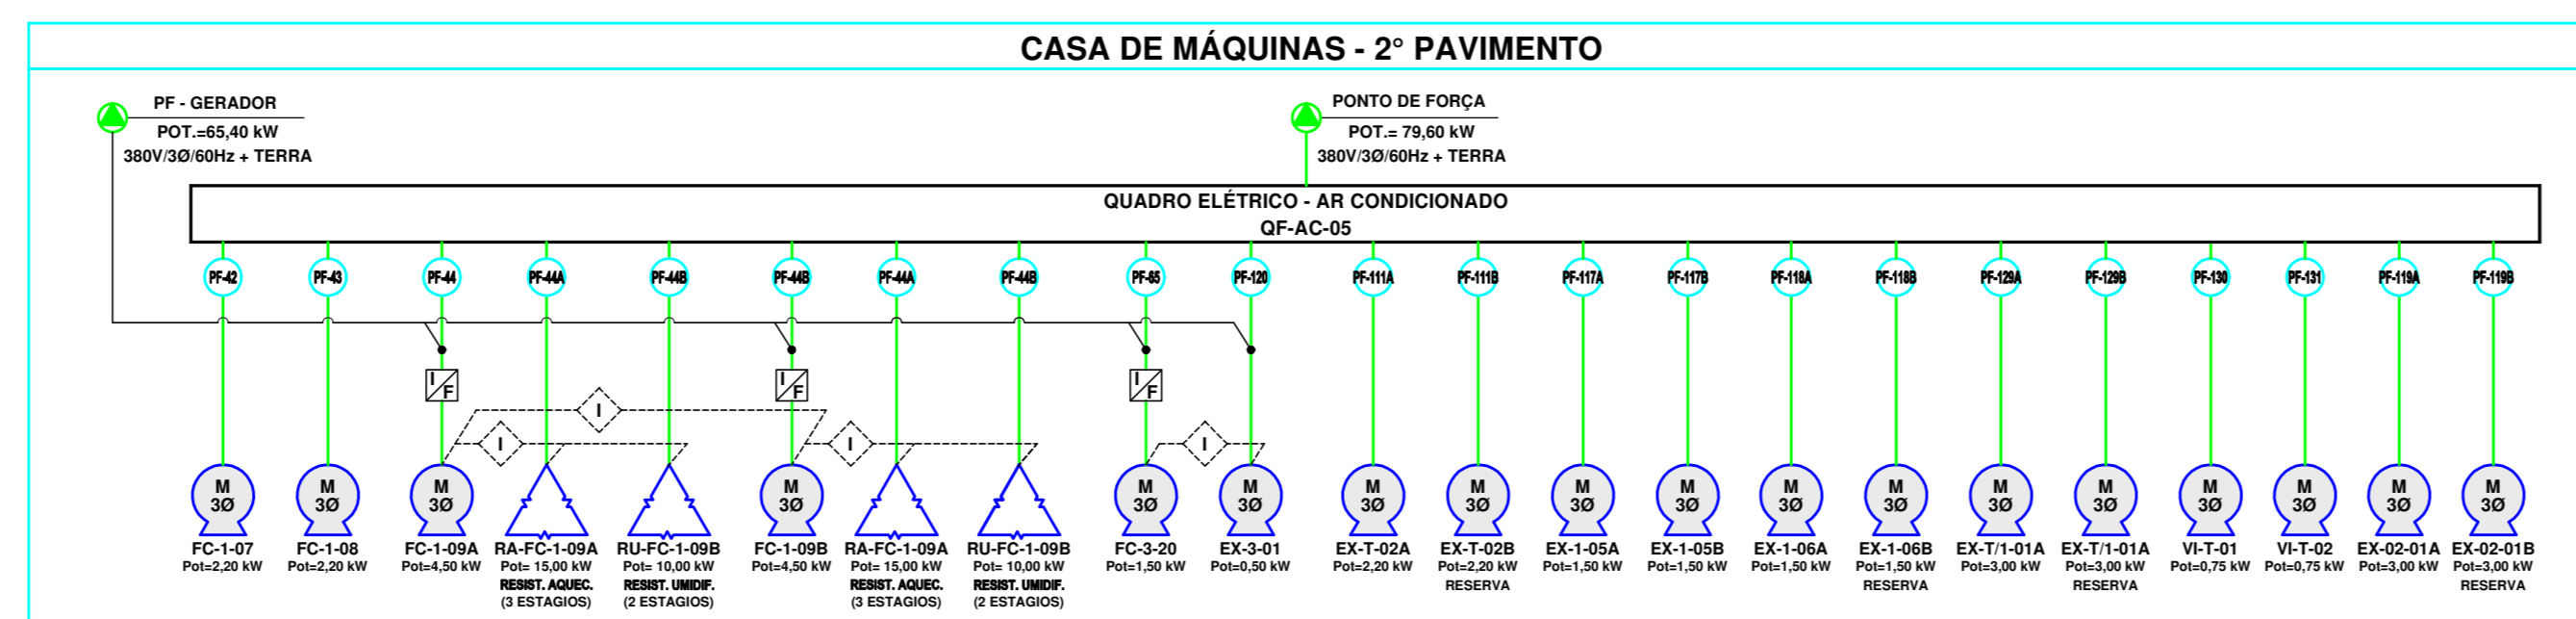 CASA DE MÁQUINAS - 2° PAVIMENTO
PF - GERADOR
POT.=65,40 kW
380V/3Ø/60Hz + TERRA
PONTO DE FORÇA
POT.= 79,60 kW
380V/3Ø/60Hz + TERRA
QUADRO ELÉTRICO - AR CONDICIONADO
QF-AC-05
PF-42 PF-43 PF-44 PF-44A PF-44B PF-44B PF-44A PF-44B PF-65 PF-120 PF-111A PF-111B PF-117A PF-117B PF-118A PF-118B PF-129A PF-129B PF-130 PF-131 PF-119A PF-119B
I/F I/F I/F
I
I I I
M M M M M M M M M M M M M M M M M M
3Ø 3Ø 3Ø 3Ø 3Ø 3Ø 3Ø 3Ø 3Ø 3Ø 3Ø 3Ø 3Ø 3Ø 3Ø 3Ø 3Ø 3Ø
FC-1-07 FC-1-08 FC-1-09A RA-FC-1-09A RU-FC-1-09B FC-1-09B RA-FC-1-09A RU-FC-1-09B FC-3-20 EX-3-01 EX-T-02A EX-T-02B EX-1-05A EX-1-05B EX-1-06A EX-1-06B EX-T/1-01A EX-T/1-01A VI-T-01 VI-T-02 EX-02-01A EX-02-01B
Pot=2,20 kW Pot=2,20 kW Pot=4,50 kW Pot= 15,00 kW Pot= 10,00 kW Pot=4,50 kW Pot= 15,00 kW Pot= 10,00 kW Pot=1,50 kW Pot=0,50 kW Pot=2,20 kW Pot=2,20 kW Pot=1,50 kW Pot=1,50 kW Pot=1,50 kW Pot=1,50 kW Pot=3,00 kW Pot=3,00 kW Pot=0,75 kW Pot=0,75 kW Pot=3,00 kW Pot=3,00 kW
RESIST. AQUEC. RESIST. UMIDIF. RESIST. AQUEC. RESIST. UMIDIF. RESERVA RESERVA RESERVA RESERVA
(3 ESTAGIOS) (2 ESTAGIOS) (3 ESTAGIOS) (2 ESTAGIOS)